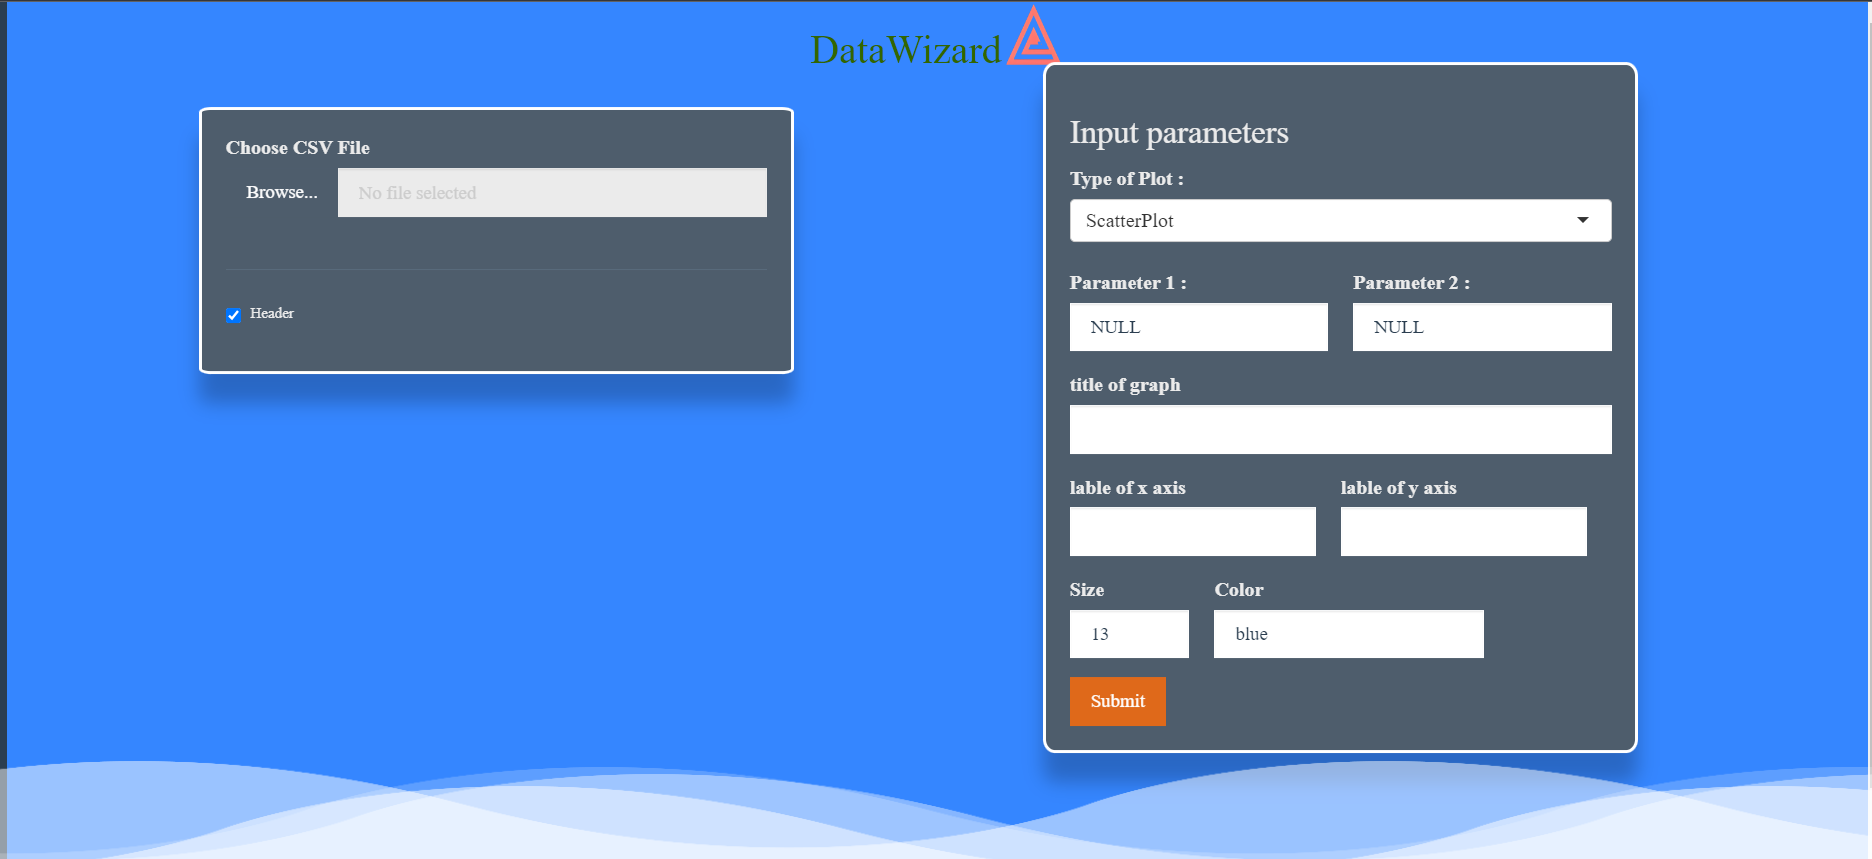 DataWizard
Choose CSV File
Browse...
No file selected
Header
Input parameters
Type of Plot :
ScatterPlot
Parameter 1 :
Parameter 2 :
NULL
NULL
title of graph
lable of x axis
lable of y axis
Size
Color
13
blue
Submit